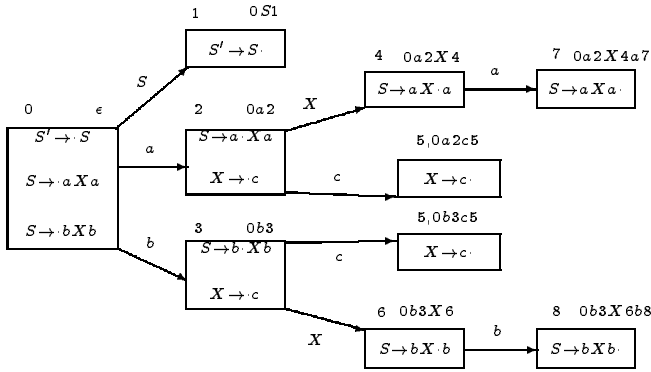 1 0S1
S′→S·
S
0 ϵ
S′→·S
S→·aXa
S→·bXb
a
b
2 0a2
S→a·Xa
X→·c
X
c
3 0b3
S→b·Xb
X→·c
c
X
4 0a2X4
S→aX·a
a
7 0a2X4a7
S→aXa·
5,0a2c5
X→c·
5,0b3c5
X→c·
6 0b3X6
S→bX·b
b
8 0b3X6b8
S→bXb·